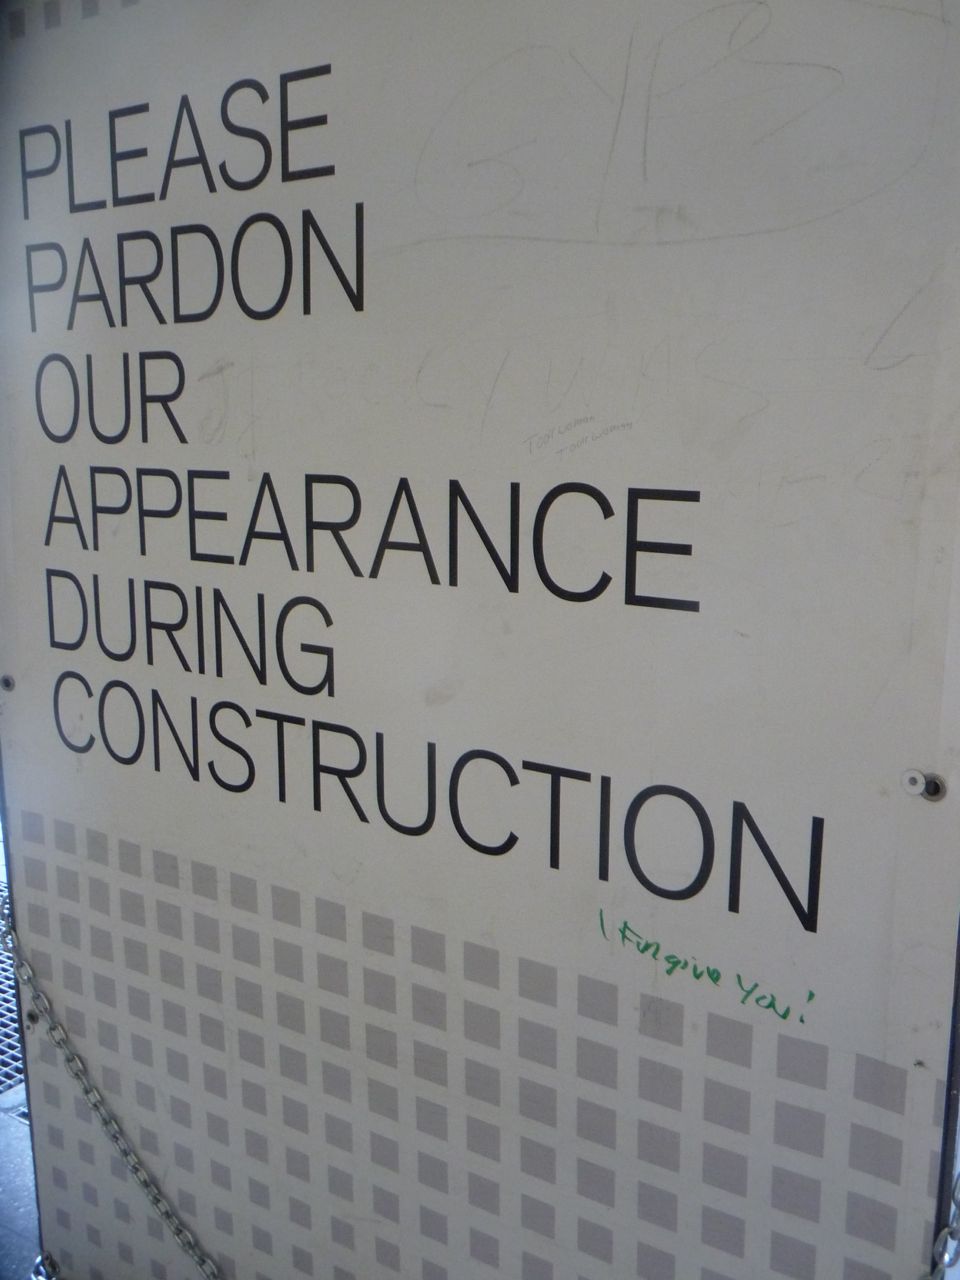 PLEASE
PARDON
OUR
APPEARANCE
DURING
CONSTRUCTION
I Forgive You!